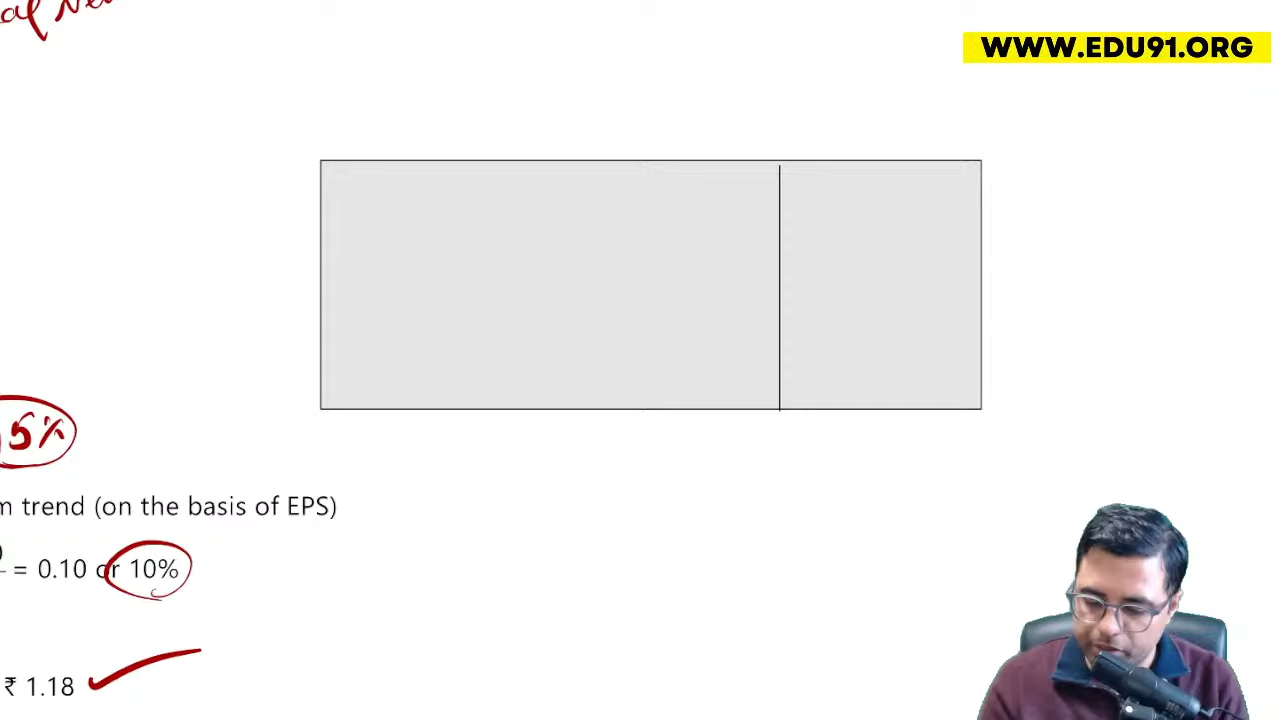 WWW.EDU91.ORG
5%
m trend (on the basis of EPS)
= 0.10 or 10%
₹ 1.18